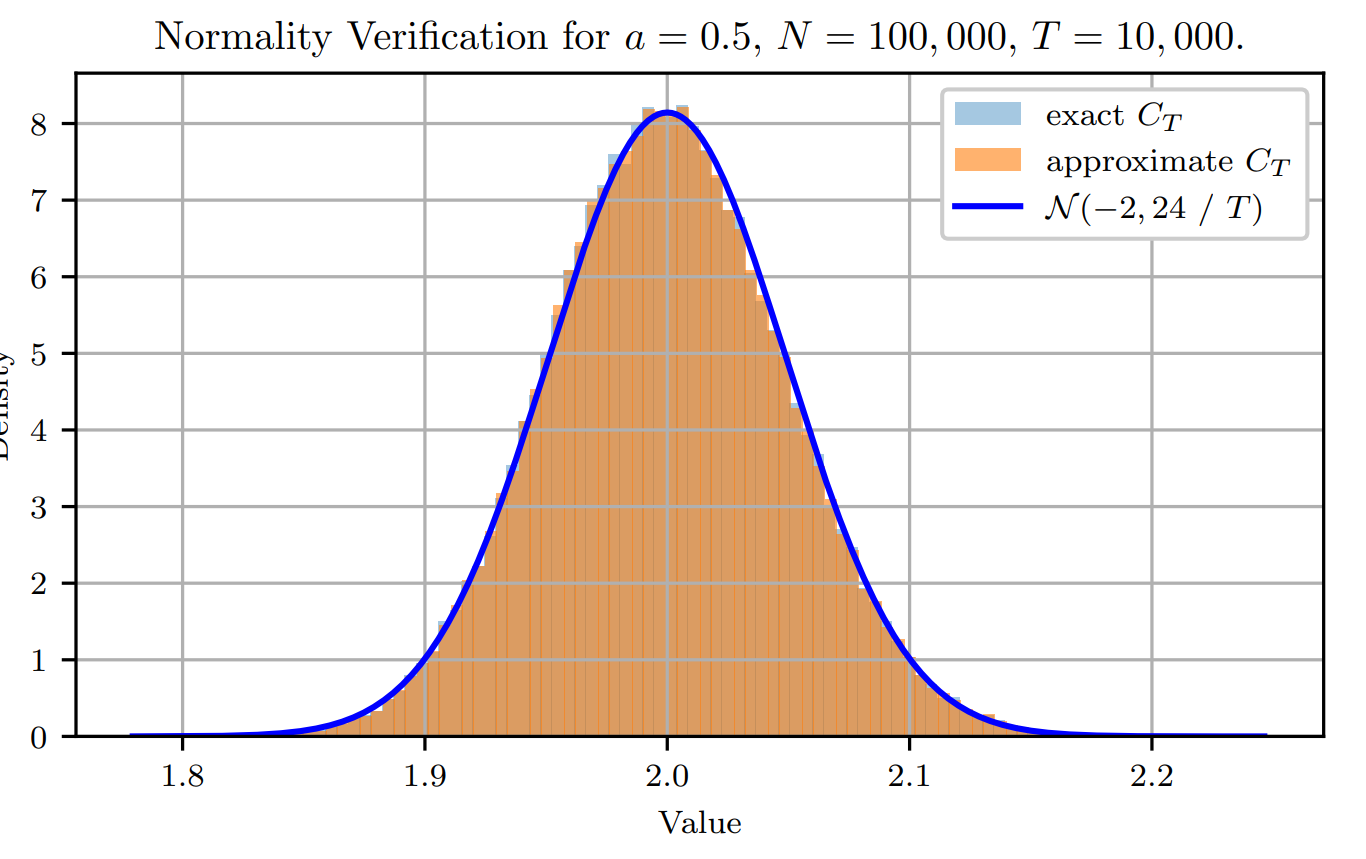 Normality Verification for a = 0.5, N = 100,000, T = 10,000.
exact C_T
approximate C_T
𝒩(−2, 24 / T)
Density
8
7
6
5
4
3
2
1
0
1.8 1.9 2.0 2.1 2.2
Value